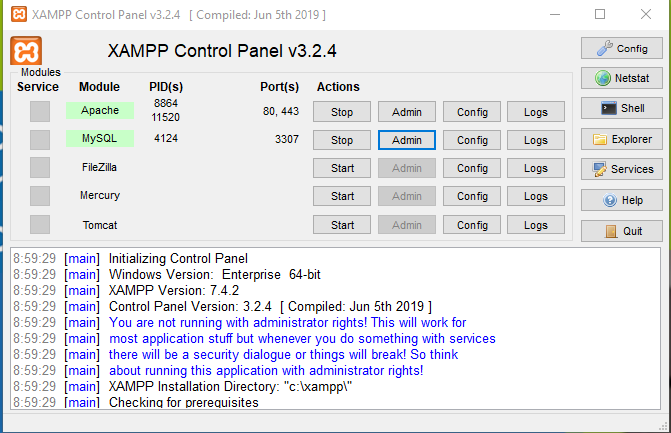 XAMPP Control Panel v3.2.4 [ Compiled: Jun 5th 2019 ]
XAMPP Control Panel v3.2.4
Config
Modules
Service Module PID(s) Port(s) Actions
Netstat
Apache 8864 11520 80, 443 Stop Admin Config Logs
Shell
MySQL 4124 3307 Stop Admin Config Logs
Explorer
FileZilla Start Admin Config Logs
Services
Mercury Start Admin Config Logs
Help
Tomcat Start Admin Config Logs
Quit
8:59:29 [main] Initializing Control Panel
8:59:29 [main] Windows Version: Enterprise 64-bit
8:59:29 [main] XAMPP Version: 7.4.2
8:59:29 [main] Control Panel Version: 3.2.4 [ Compiled: Jun 5th 2019 ]
8:59:29 [main] You are not running with administrator rights! This will work for
8:59:29 [main] most application stuff but whenever you do something with services
8:59:29 [main] there will be a security dialogue or things will break! So think
8:59:29 [main] about running this application with administrator rights!
8:59:29 [main] XAMPP Installation Directory: "c:\xampp\"
8:59:29 [main] Checking for prerequisites